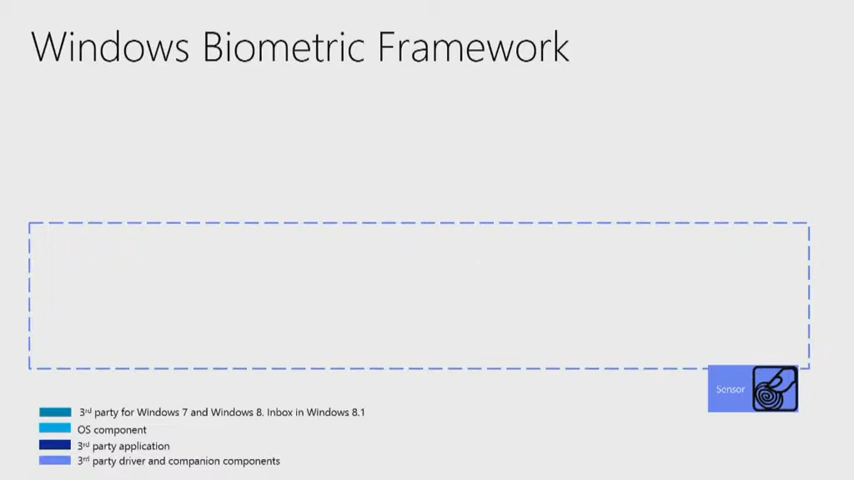 Windows Biometric Framework
Sensor
3rd party for Windows 7 and Windows 8. Inbox in Windows 8.1
OS component
3rd party application
3rd party driver and companion components